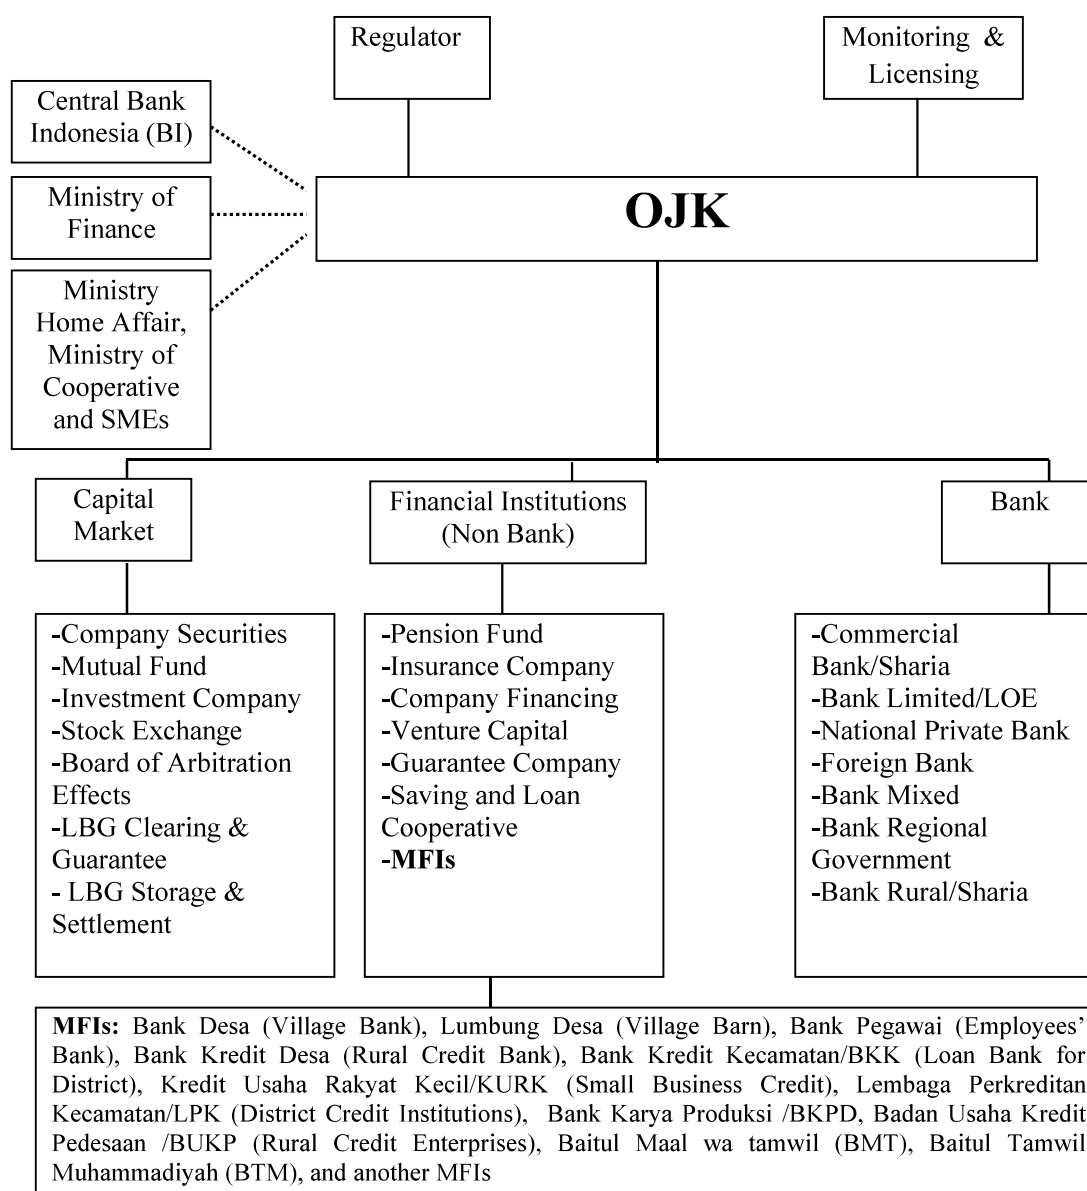 Regulator
Monitoring &
Licensing
Central Bank
Indonesia (BI)
Ministry of
Finance
Ministry
Home Affair,
Ministry of
Cooperative
and SMEs
OJK
Capital
Market
Financial Institutions
(Non Bank)
Bank
-Company Securities
-Mutual Fund
-Investment Company
-Stock Exchange
-Board of Arbitration
Effects
-LBG Clearing &
Guarantee
- LBG Storage &
Settlement
-Pension Fund
-Insurance Company
-Company Financing
-Venture Capital
-Guarantee Company
-Saving and Loan
Cooperative
-MFIs
-Commercial
Bank/Sharia
-Bank Limited/LOE
-National Private Bank
-Foreign Bank
-Bank Mixed
-Bank Regional
Government
-Bank Rural/Sharia
MFIs: Bank Desa (Village Bank), Lumbung Desa (Village Barn), Bank Pegawai (Employees’
Bank), Bank Kredit Desa (Rural Credit Bank), Bank Kredit Kecamatan/BKK (Loan Bank for
District), Kredit Usaha Rakyat Kecil/KURK (Small Business Credit), Lembaga Perkreditan
Kecamatan/LPK (District Credit Institutions), Bank Karya Produksi /BKPD, Badan Usaha Kredit
Pedesaan /BUKP (Rural Credit Enterprises), Baitul Maal wa tamwil (BMT), Baitul Tamwil
Muhammadiyah (BTM), and another MFIs